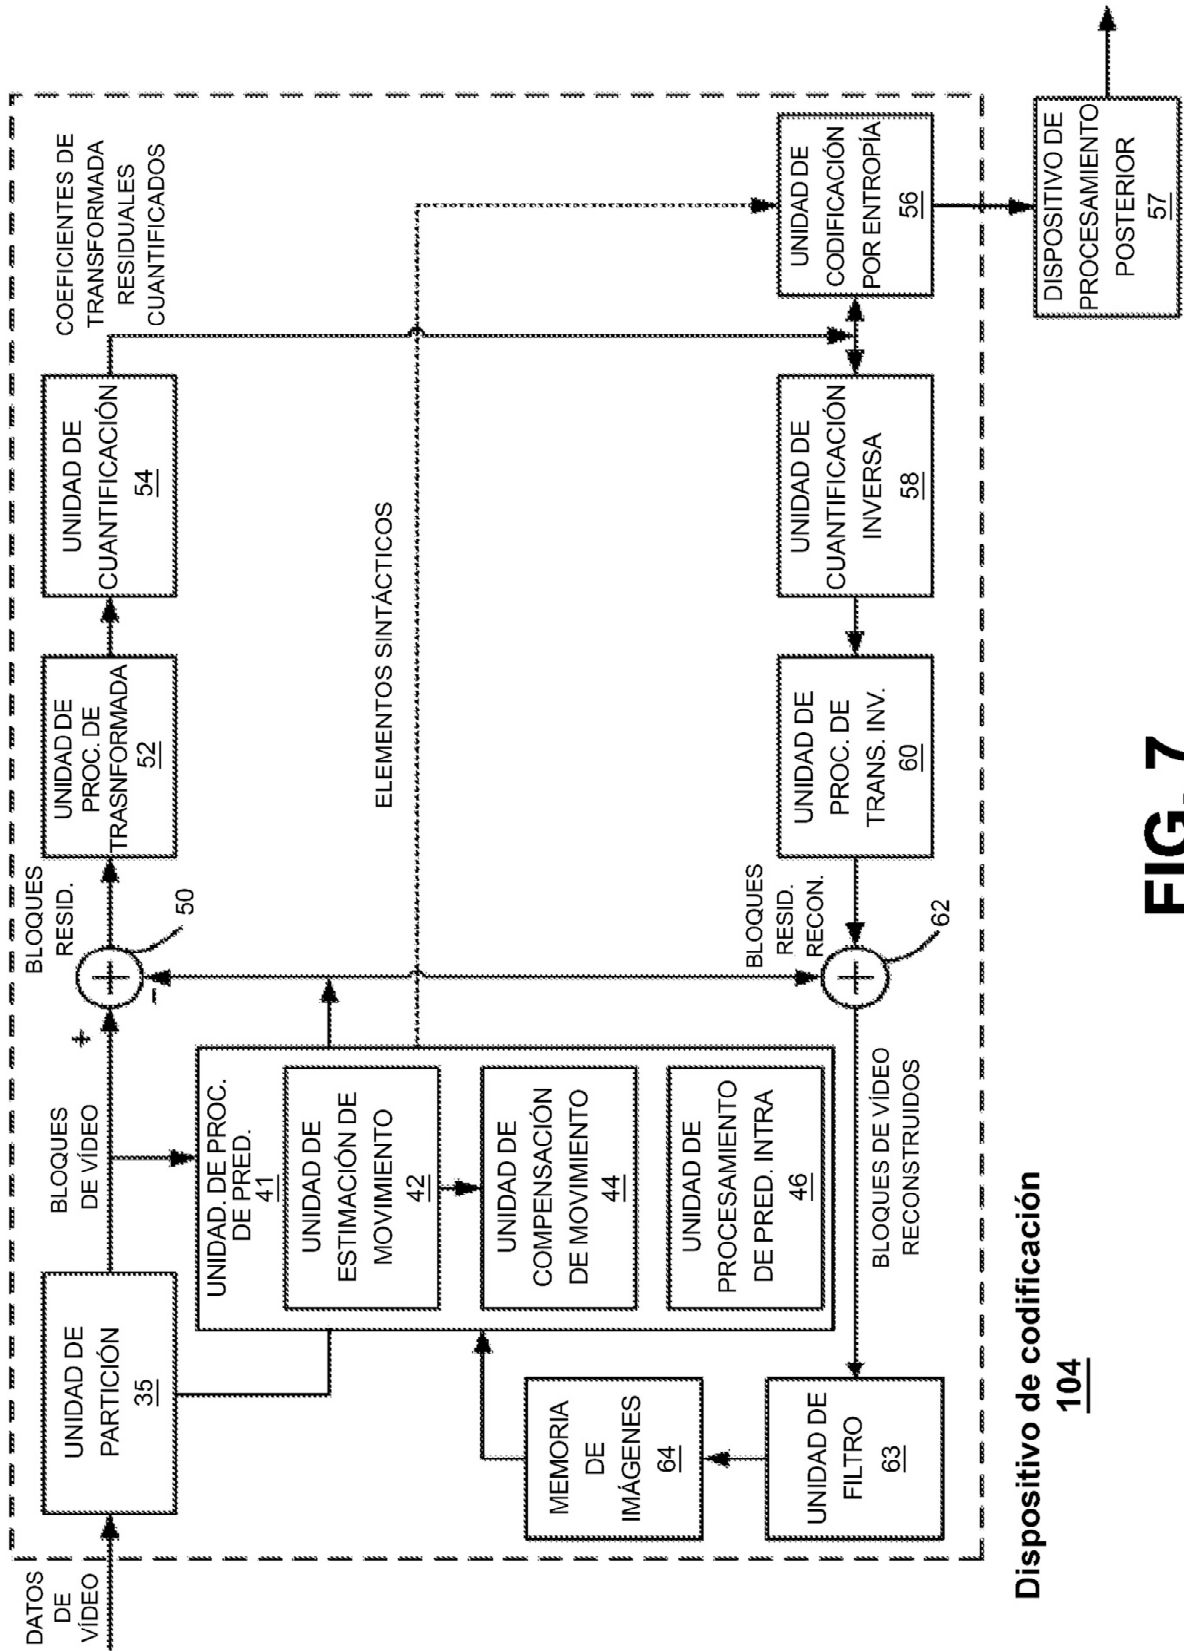 DATOS
DE
VÍDEO
UNIDAD DE
PARTICIÓN
35
BLOQUES
DE VÍDEO
+
-
50
BLOQUES
RESID.
UNIDAD DE
PROC. DE
TRASNFORMADA
52
UNIDAD DE
CUANTIFICACIÓN
54
COEFICIENTES DE
TRANSFORMADA
RESIDUALES
CUANTIFICADOS
UNIDAD. DE PROC.
DE PRED.
41
UNIDAD DE
ESTIMACIÓN DE
MOVIMIENTO
42
UNIDAD DE
COMPENSACIÓN
DE MOVIMIENTO
44
UNIDAD DE
PROCESAMIENTO
DE PRED. INTRA
46
ELEMENTOS SINTÁCTICOS
MEMORIA
DE
IMÁGENES
64
UNIDAD DE
FILTRO
63
BLOQUES DE VÍDEO
RECONSTRUIDOS
62
BLOQUES
RESID.
RECON.
UNIDAD DE
PROC. DE
TRANS. INV.
60
UNIDAD DE
CUANTIFICACIÓN
INVERSA
58
UNIDAD DE
CODIFICACIÓN
POR ENTROPÍA
56
DISPOSITIVO DE
PROCESAMIENTO
POSTERIOR
57
Dispositivo de codificación
104
FIG. 7